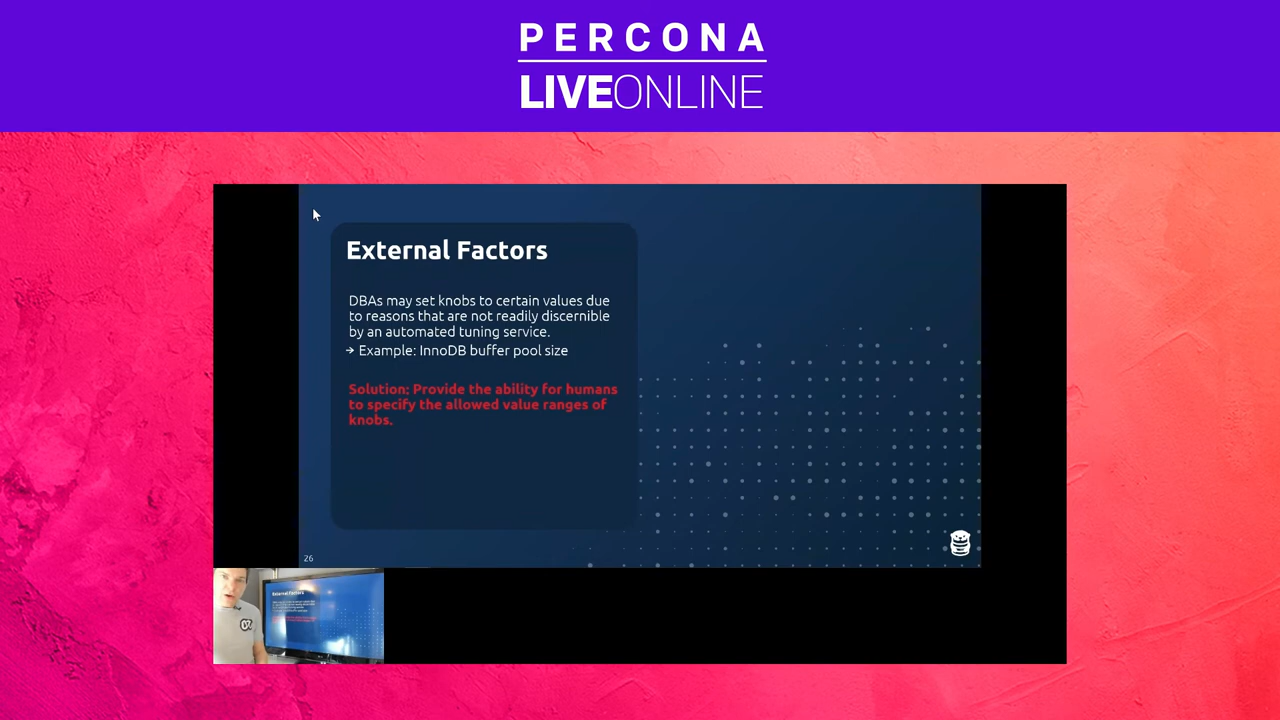 PERCONA
LIVEONLINE
External Factors
DBAs may set knobs to certain values due
to reasons that are not readily discernible
by an automated tuning service.
→ Example: InnoDB buffer pool size
Solution: Provide the ability for humans
to specify the allowed value ranges of
knobs.
26
External Factors